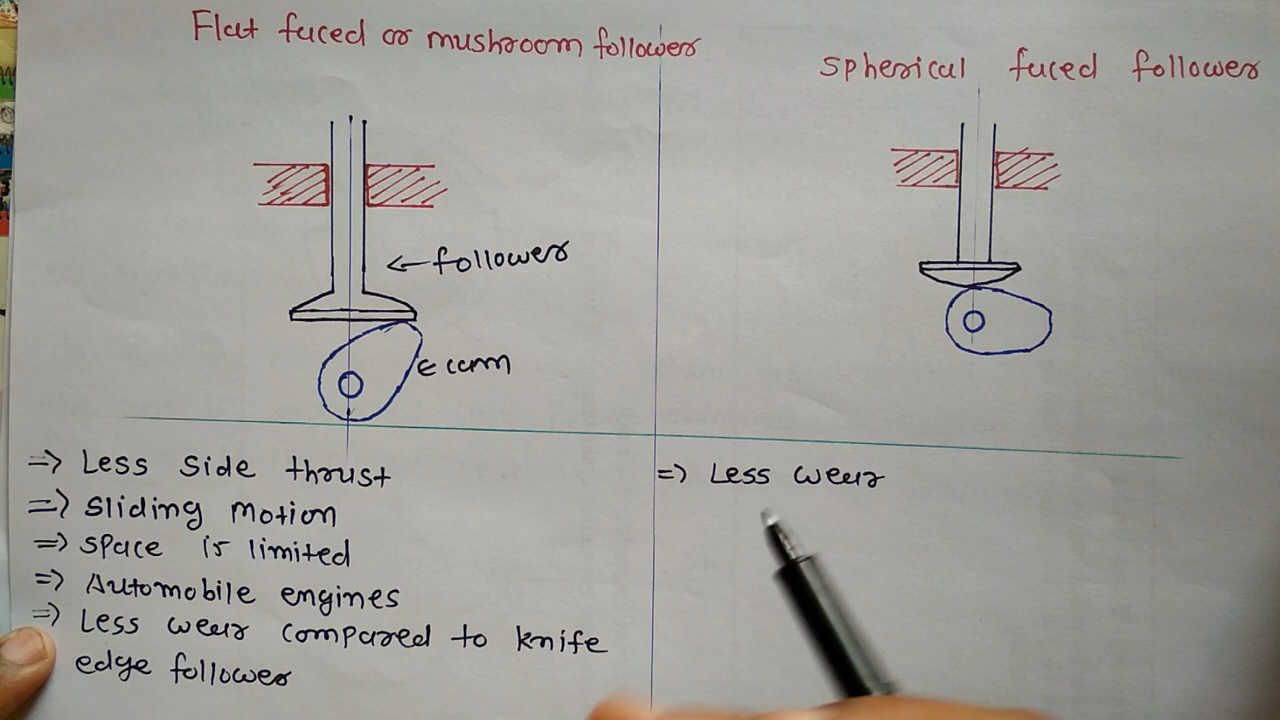 Flat faced or mushroom follower
Spherical faced follower
←follower
← cam
⇒ Less side thrust
⇒ Sliding motion
⇒ space is limited
⇒ Automobile engines
⇒ Less wear compared to knife
edge follower
⇒ Less wear